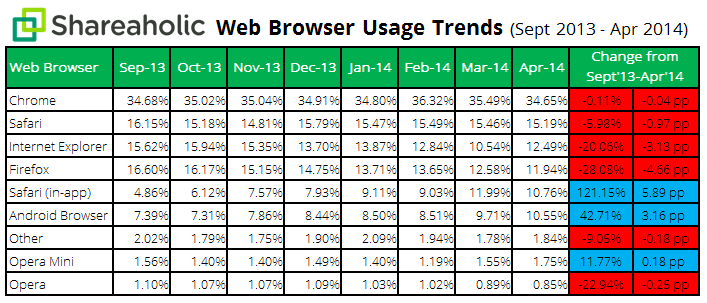 Shareaholic Web Browser Usage Trends (Sept 2013 - Apr 2014)
Web Browser Sep-13 Oct-13 Nov-13 Dec-13 Jan-14 Feb-14 Mar-14 Apr-14 Change from Sept'13-Apr'14
Chrome 34.68% 35.02% 35.04% 34.91% 34.80% 36.32% 35.49% 34.65% -0.11% -0.04 pp
Safari 16.15% 15.18% 14.81% 15.79% 15.47% 15.49% 15.46% 15.19% -5.98% -0.97 pp
Internet Explorer 15.62% 15.94% 15.35% 13.70% 13.87% 12.84% 10.54% 12.49% -20.06% -3.13 pp
Firefox 16.60% 16.17% 15.15% 14.75% 13.71% 13.65% 12.58% 11.94% -28.08% -4.66 pp
Safari (in-app) 4.86% 6.12% 7.57% 7.93% 9.11% 9.03% 11.99% 10.76% 121.15% 5.89 pp
Android Browser 7.39% 7.31% 7.86% 8.44% 8.50% 8.51% 9.71% 10.55% 42.71% 3.16 pp
Other 2.02% 1.79% 1.75% 1.90% 2.09% 1.94% 1.78% 1.84% -9.05% -0.18 pp
Opera Mini 1.56% 1.40% 1.40% 1.49% 1.40% 1.19% 1.55% 1.75% 11.77% 0.18 pp
Opera 1.10% 1.07% 1.07% 1.09% 1.03% 1.02% 0.89% 0.85% -22.94% -0.25 pp